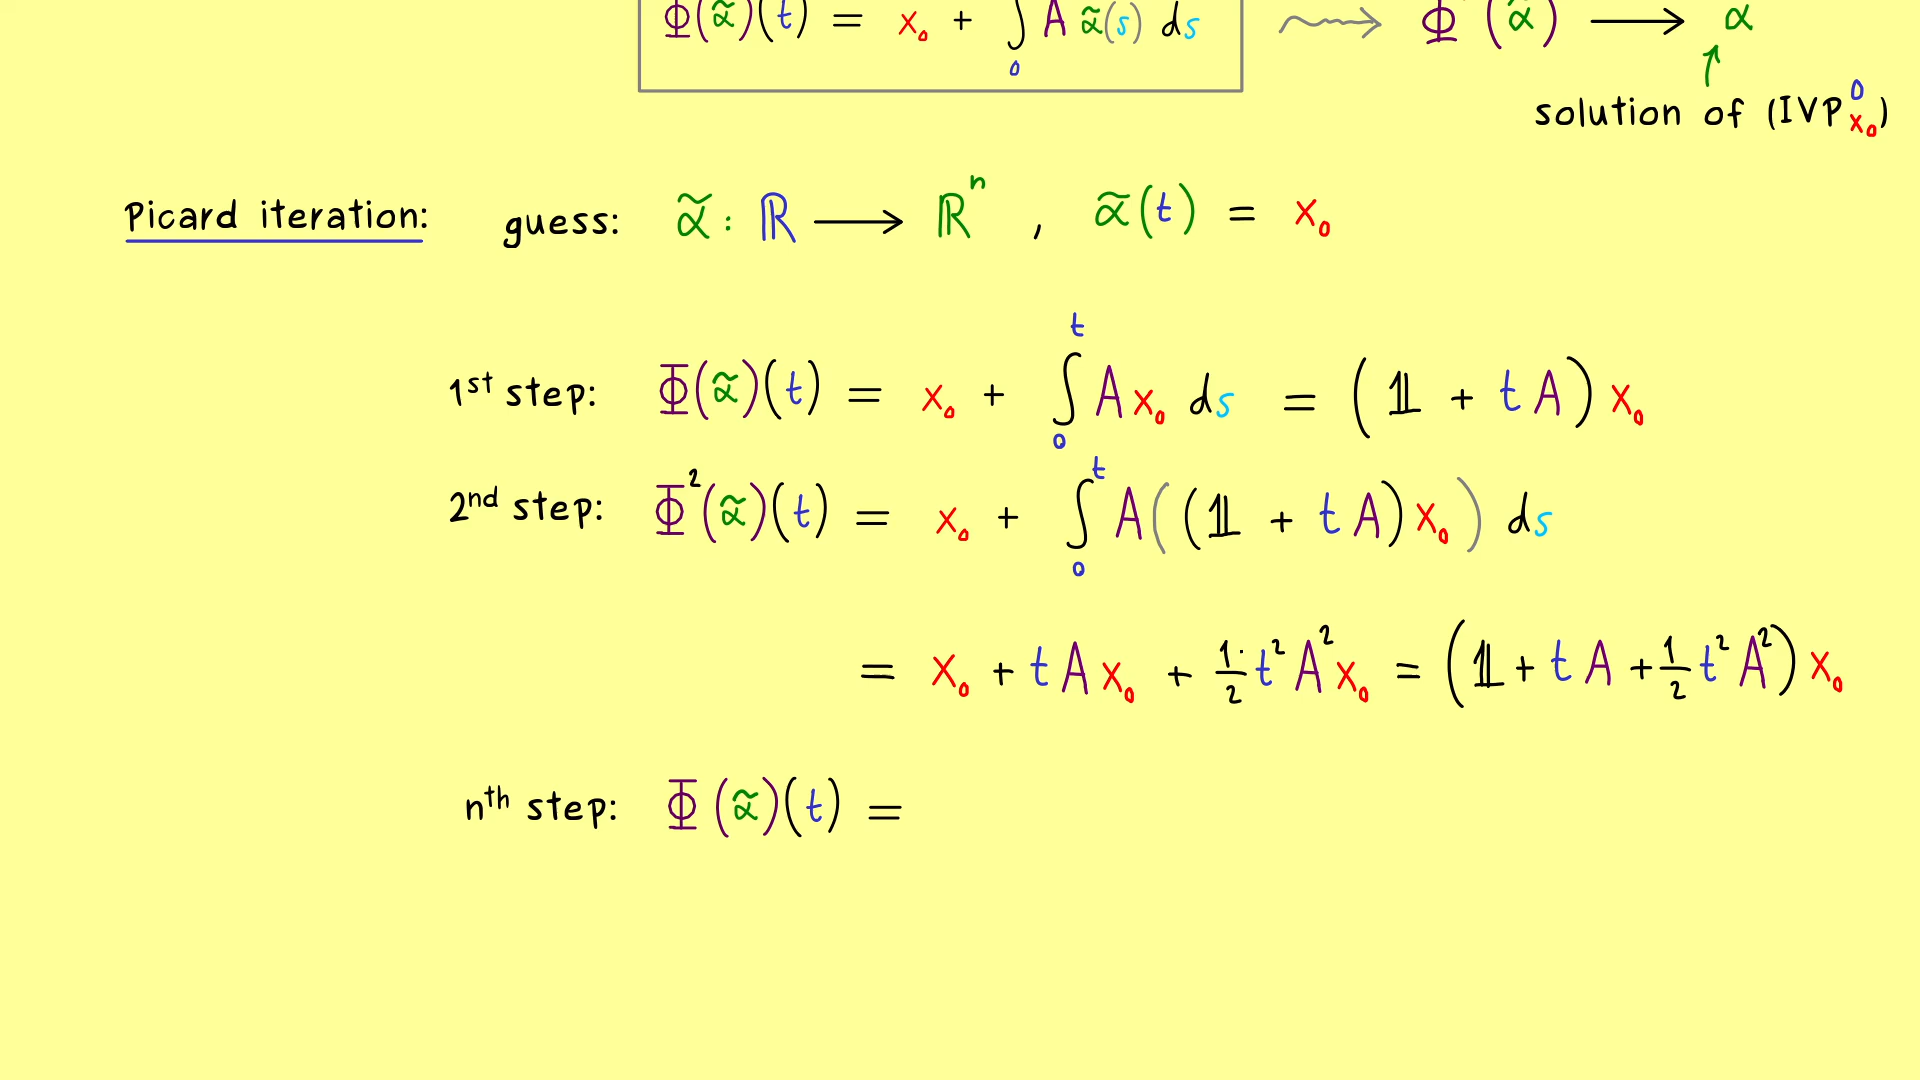 Φ(α̃)(t) = x₀ + ∫₀ A α̃(s) ds ⇝ Φ (α̃) ⟶ α
↑
solution of (IVP⁰ₓ₀)
Picard iteration: guess: α̃ : ℝ ⟶ ℝⁿ , α̃(t) = x₀
1st step: Φ(α̃)(t) = x₀ + ∫₀ᵗ A x₀ ds = (𝟙 + t A) x₀
2nd step: Φ²(α̃)(t) = x₀ + ∫₀ᵗ A((𝟙 + t A) x₀) ds
= x₀ + t A x₀ + 1/2 t² A² x₀ = (𝟙 + t A + 1/2 t² A²) x₀
nth step: Φ (α̃)(t) =